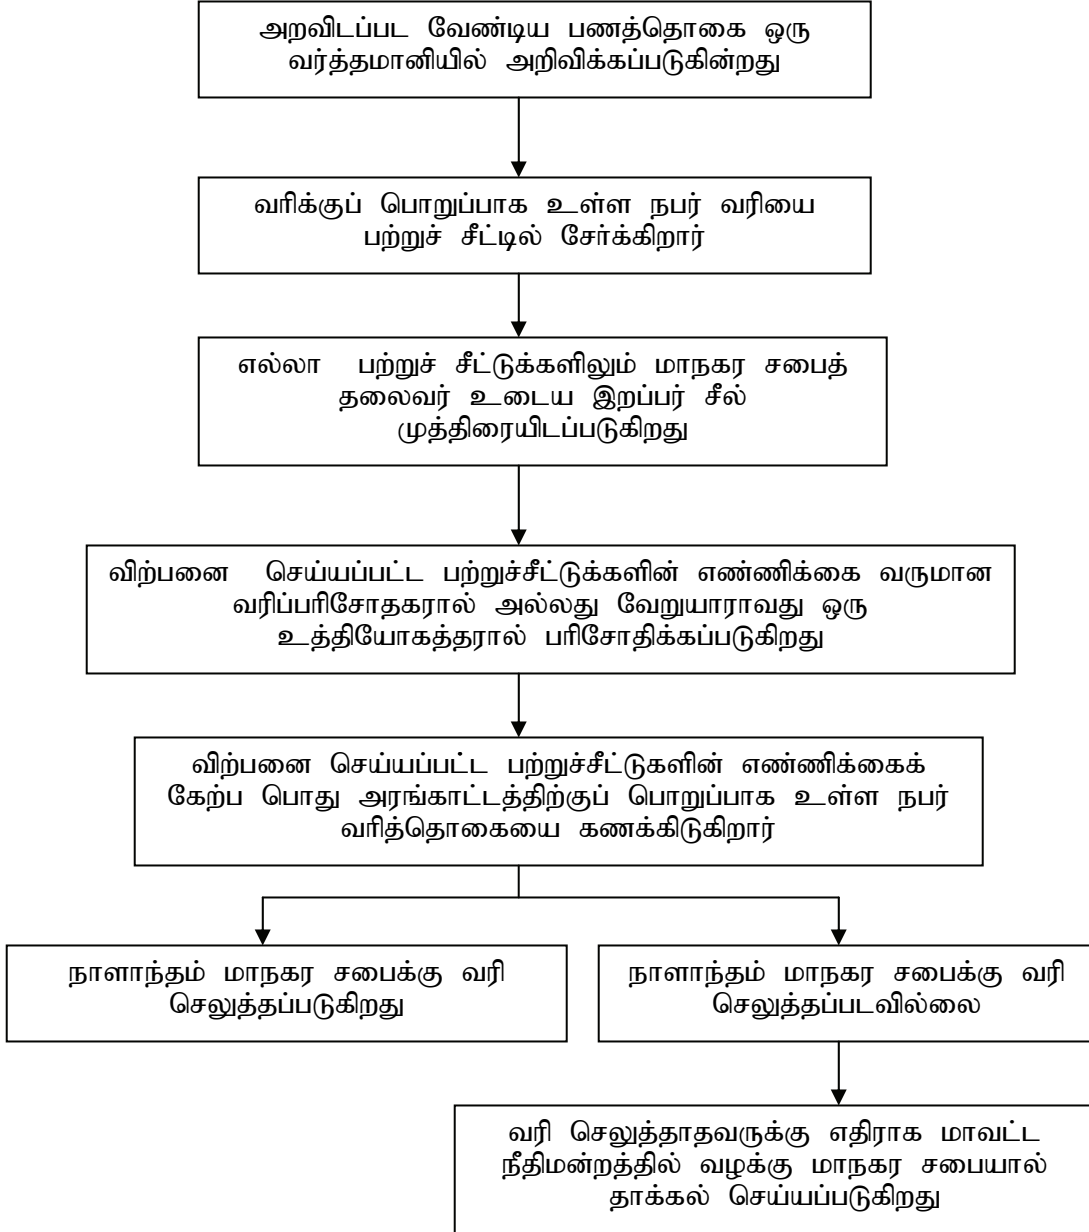 அறவிடப்பட வேண்டிய பணத்தொகை ஒரு
வர்த்தமானியில் அறிவிக்கப்படுகின்றது
வரிக்குப் பொறுப்பாக உள்ள நபர் வரியை
பற்றுச் சீட்டில் சேர்க்கிறார்
எல்லா பற்றுச் சீட்டுக்களிலும் மாநகர சபைத்
தலைவர் உடைய இறப்பர் சீல்
முத்திரையிடப்படுகிறது
விற்பனை செய்யப்பட்ட பற்றுச்சீட்டுக்களின் எண்ணிக்கை வருமான
வரிப்பரிசோதகரால் அல்லது வேறுயாராவது ஒரு
உத்தியோகத்தரால் பரிசோதிக்கப்படுகிறது
விற்பனை செய்யப்பட்ட பற்றுச்சீட்டுகளின் எண்ணிக்கைக்
கேற்ப பொது அரங்காட்டத்திற்குப் பொறுப்பாக உள்ள நபர்
வரித்தொகையை கணக்கிடுகிறார்
நாளாந்தம் மாநகர சபைக்கு வரி
செலுத்தப்படுகிறது
நாளாந்தம் மாநகர சபைக்கு வரி
செலுத்தப்படவில்லை
வரி செலுத்தாதவருக்கு எதிராக மாவட்ட
நீதிமன்றத்தில் வழக்கு மாநகர சபையால்
தாக்கல் செய்யப்படுகிறது